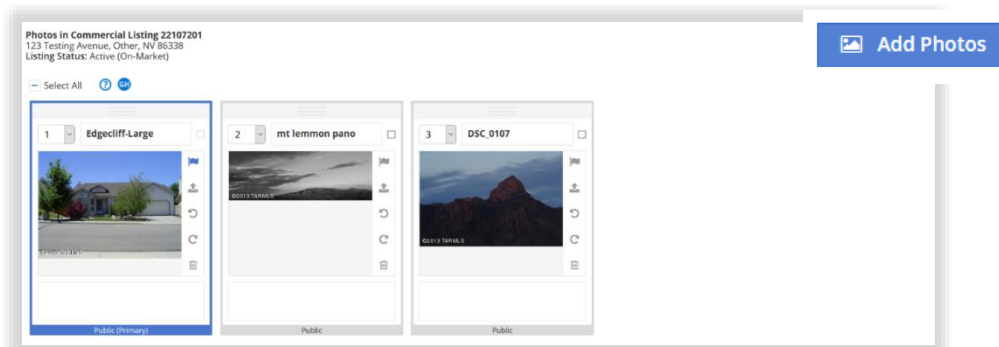 Photos in Commercial Listing 22107201
123 Testing Avenue, Other, NV 86338
Listing Status: Active (On-Market)
Add Photos
Select All ? GH
1 Edgecliff-Large
2 mt lemmon pano
3 DSC_0107
©2013 TARMLS
©2013 TARMLS
Public (Primary)
Public
Public